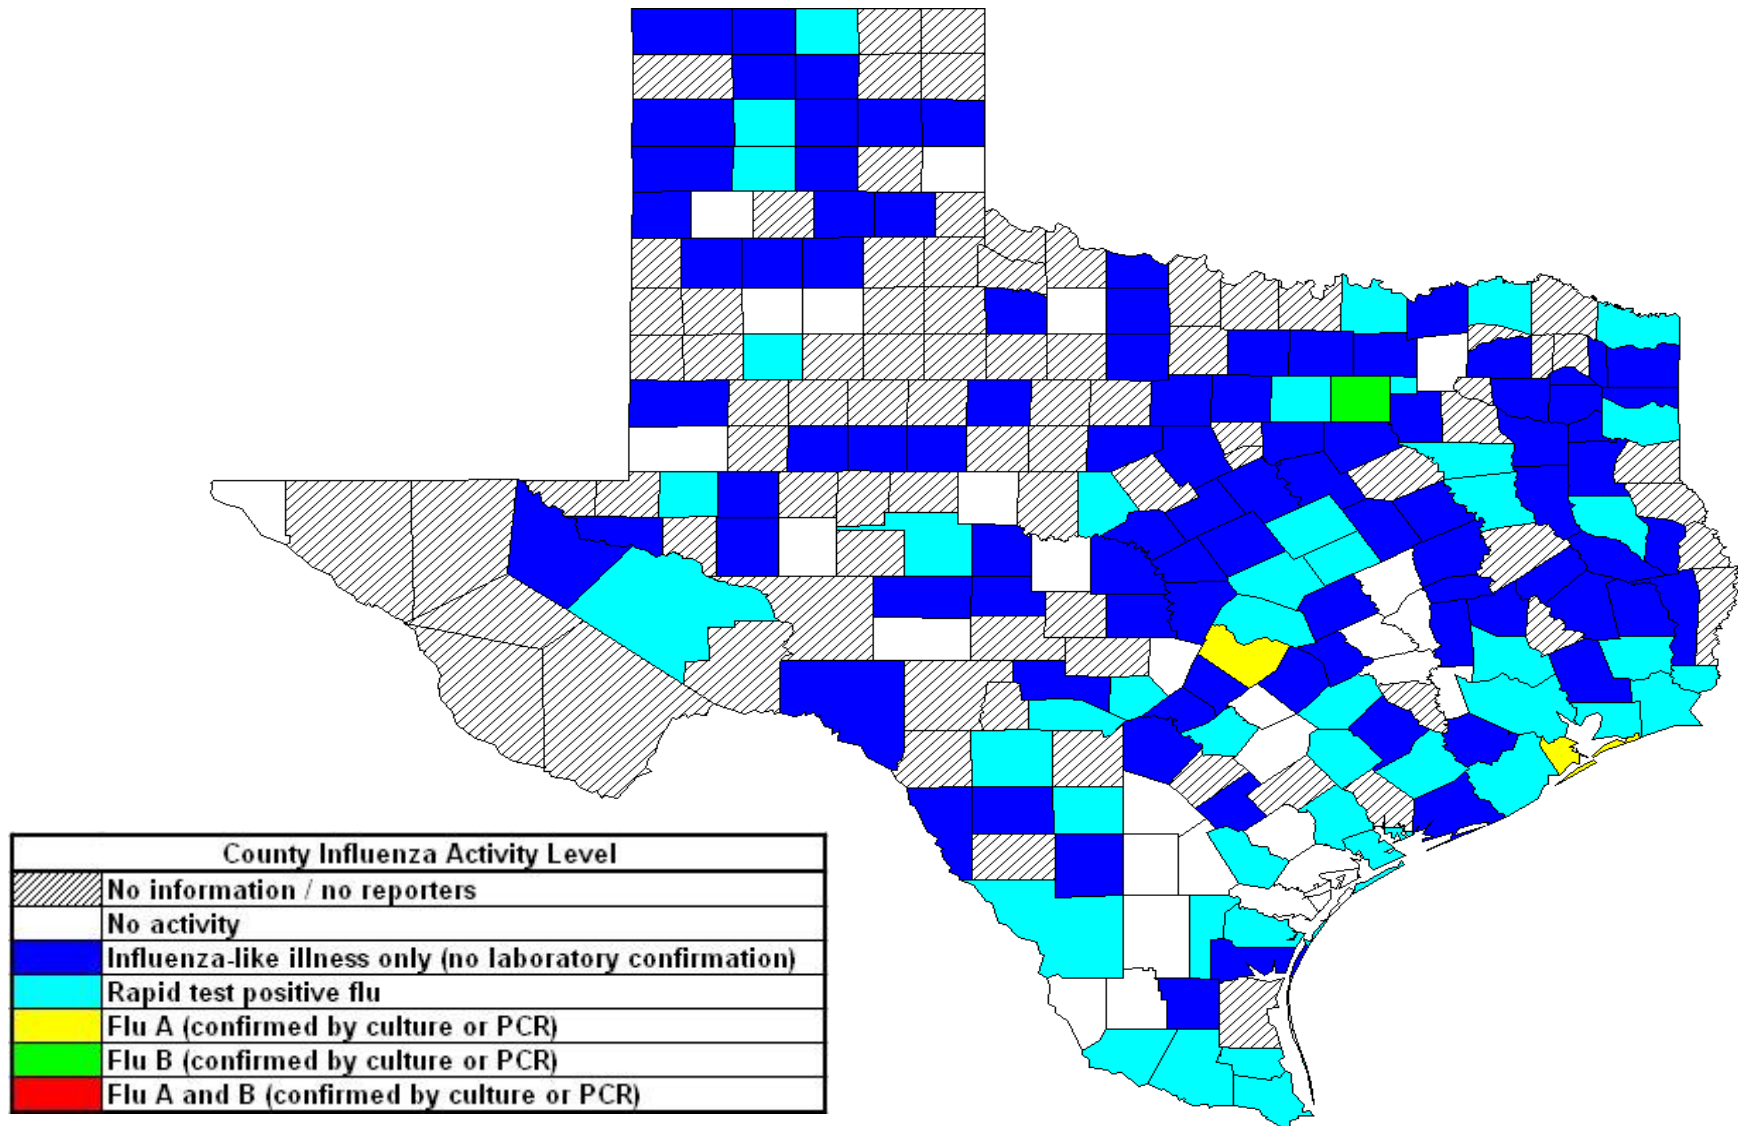 County Influenza Activity Level
No information / no reporters
No activity
Influenza-like illness only (no laboratory confirmation)
Rapid test positive flu
Flu A (confirmed by culture or PCR)
Flu B (confirmed by culture or PCR)
Flu A and B (confirmed by culture or PCR)